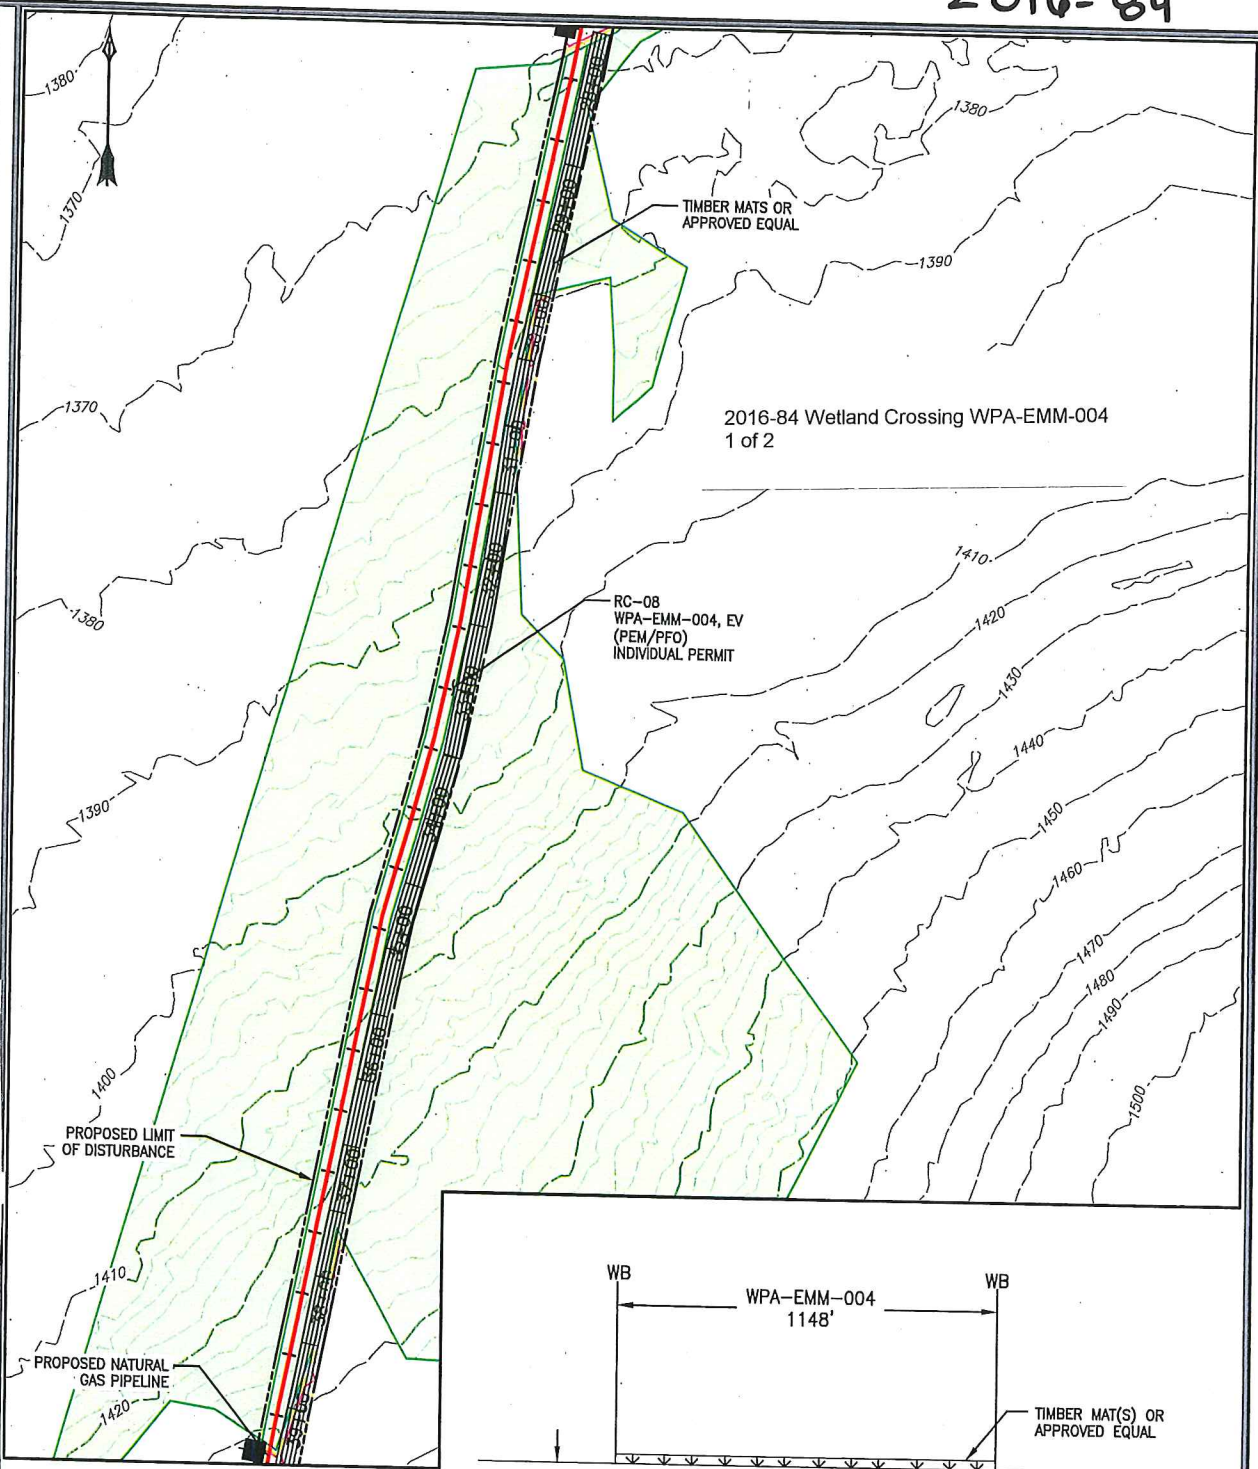 2016-84
1380
1380
1370
TIMBER MATS OR
APPROVED EQUAL
1390
1370
2016-84 Wetland Crossing WPA-EMM-004
1 of 2
1410
1380
RC-08
WPA-EMM-004, EV
(PEM/PFO)
INDIVIDUAL PERMIT
1420
1430
1440
1390
1450
1460
1470
1480
1490
1400
1500
PROPOSED LIMIT
OF DISTURBANCE
1410
WB
WB
WPA-EMM-004
1148'
PROPOSED NATURAL
GAS PIPELINE
1420
TIMBER MAT(S) OR
APPROVED EQUAL